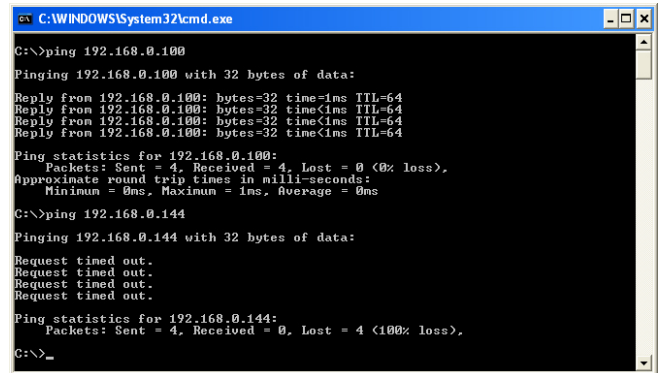 C:\WINDOWS\System32\cmd.exe
C:\>ping 192.168.0.100
Pinging 192.168.0.100 with 32 bytes of data:
Reply from 192.168.0.100: bytes=32 time=1ms TTL=64
Reply from 192.168.0.100: bytes=32 time<1ms TTL=64
Reply from 192.168.0.100: bytes=32 time<1ms TTL=64
Reply from 192.168.0.100: bytes=32 time<1ms TTL=64
Ping statistics for 192.168.0.100:
    Packets: Sent = 4, Received = 4, Lost = 0 (0% loss),
Approximate round trip times in milli-seconds:
    Minimum = 0ms, Maximum = 1ms, Average = 0ms
C:\>ping 192.168.0.144
Pinging 192.168.0.144 with 32 bytes of data:
Request timed out.
Request timed out.
Request timed out.
Request timed out.
Ping statistics for 192.168.0.144:
    Packets: Sent = 4, Received = 0, Lost = 4 (100% loss),
C:\>_